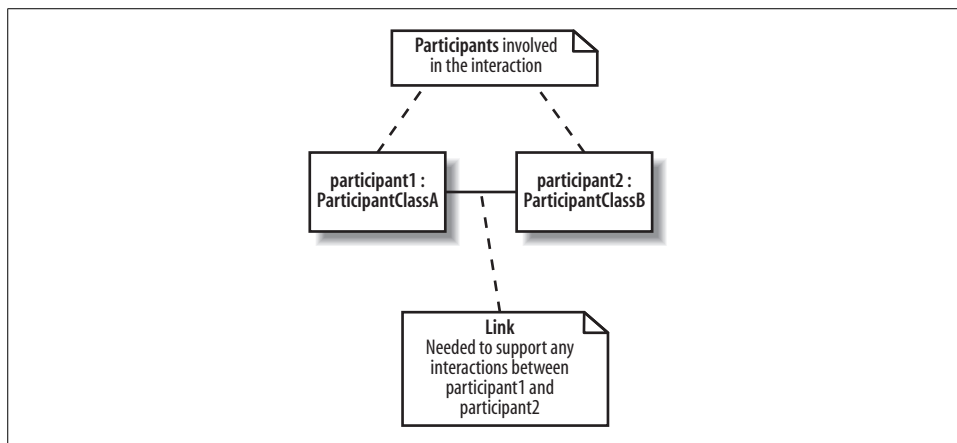 Participants involved
in the interaction
participant1 :
ParticipantClassA
participant2 :
ParticipantClassB
Link
Needed to support any
interactions between
participant1 and
participant2